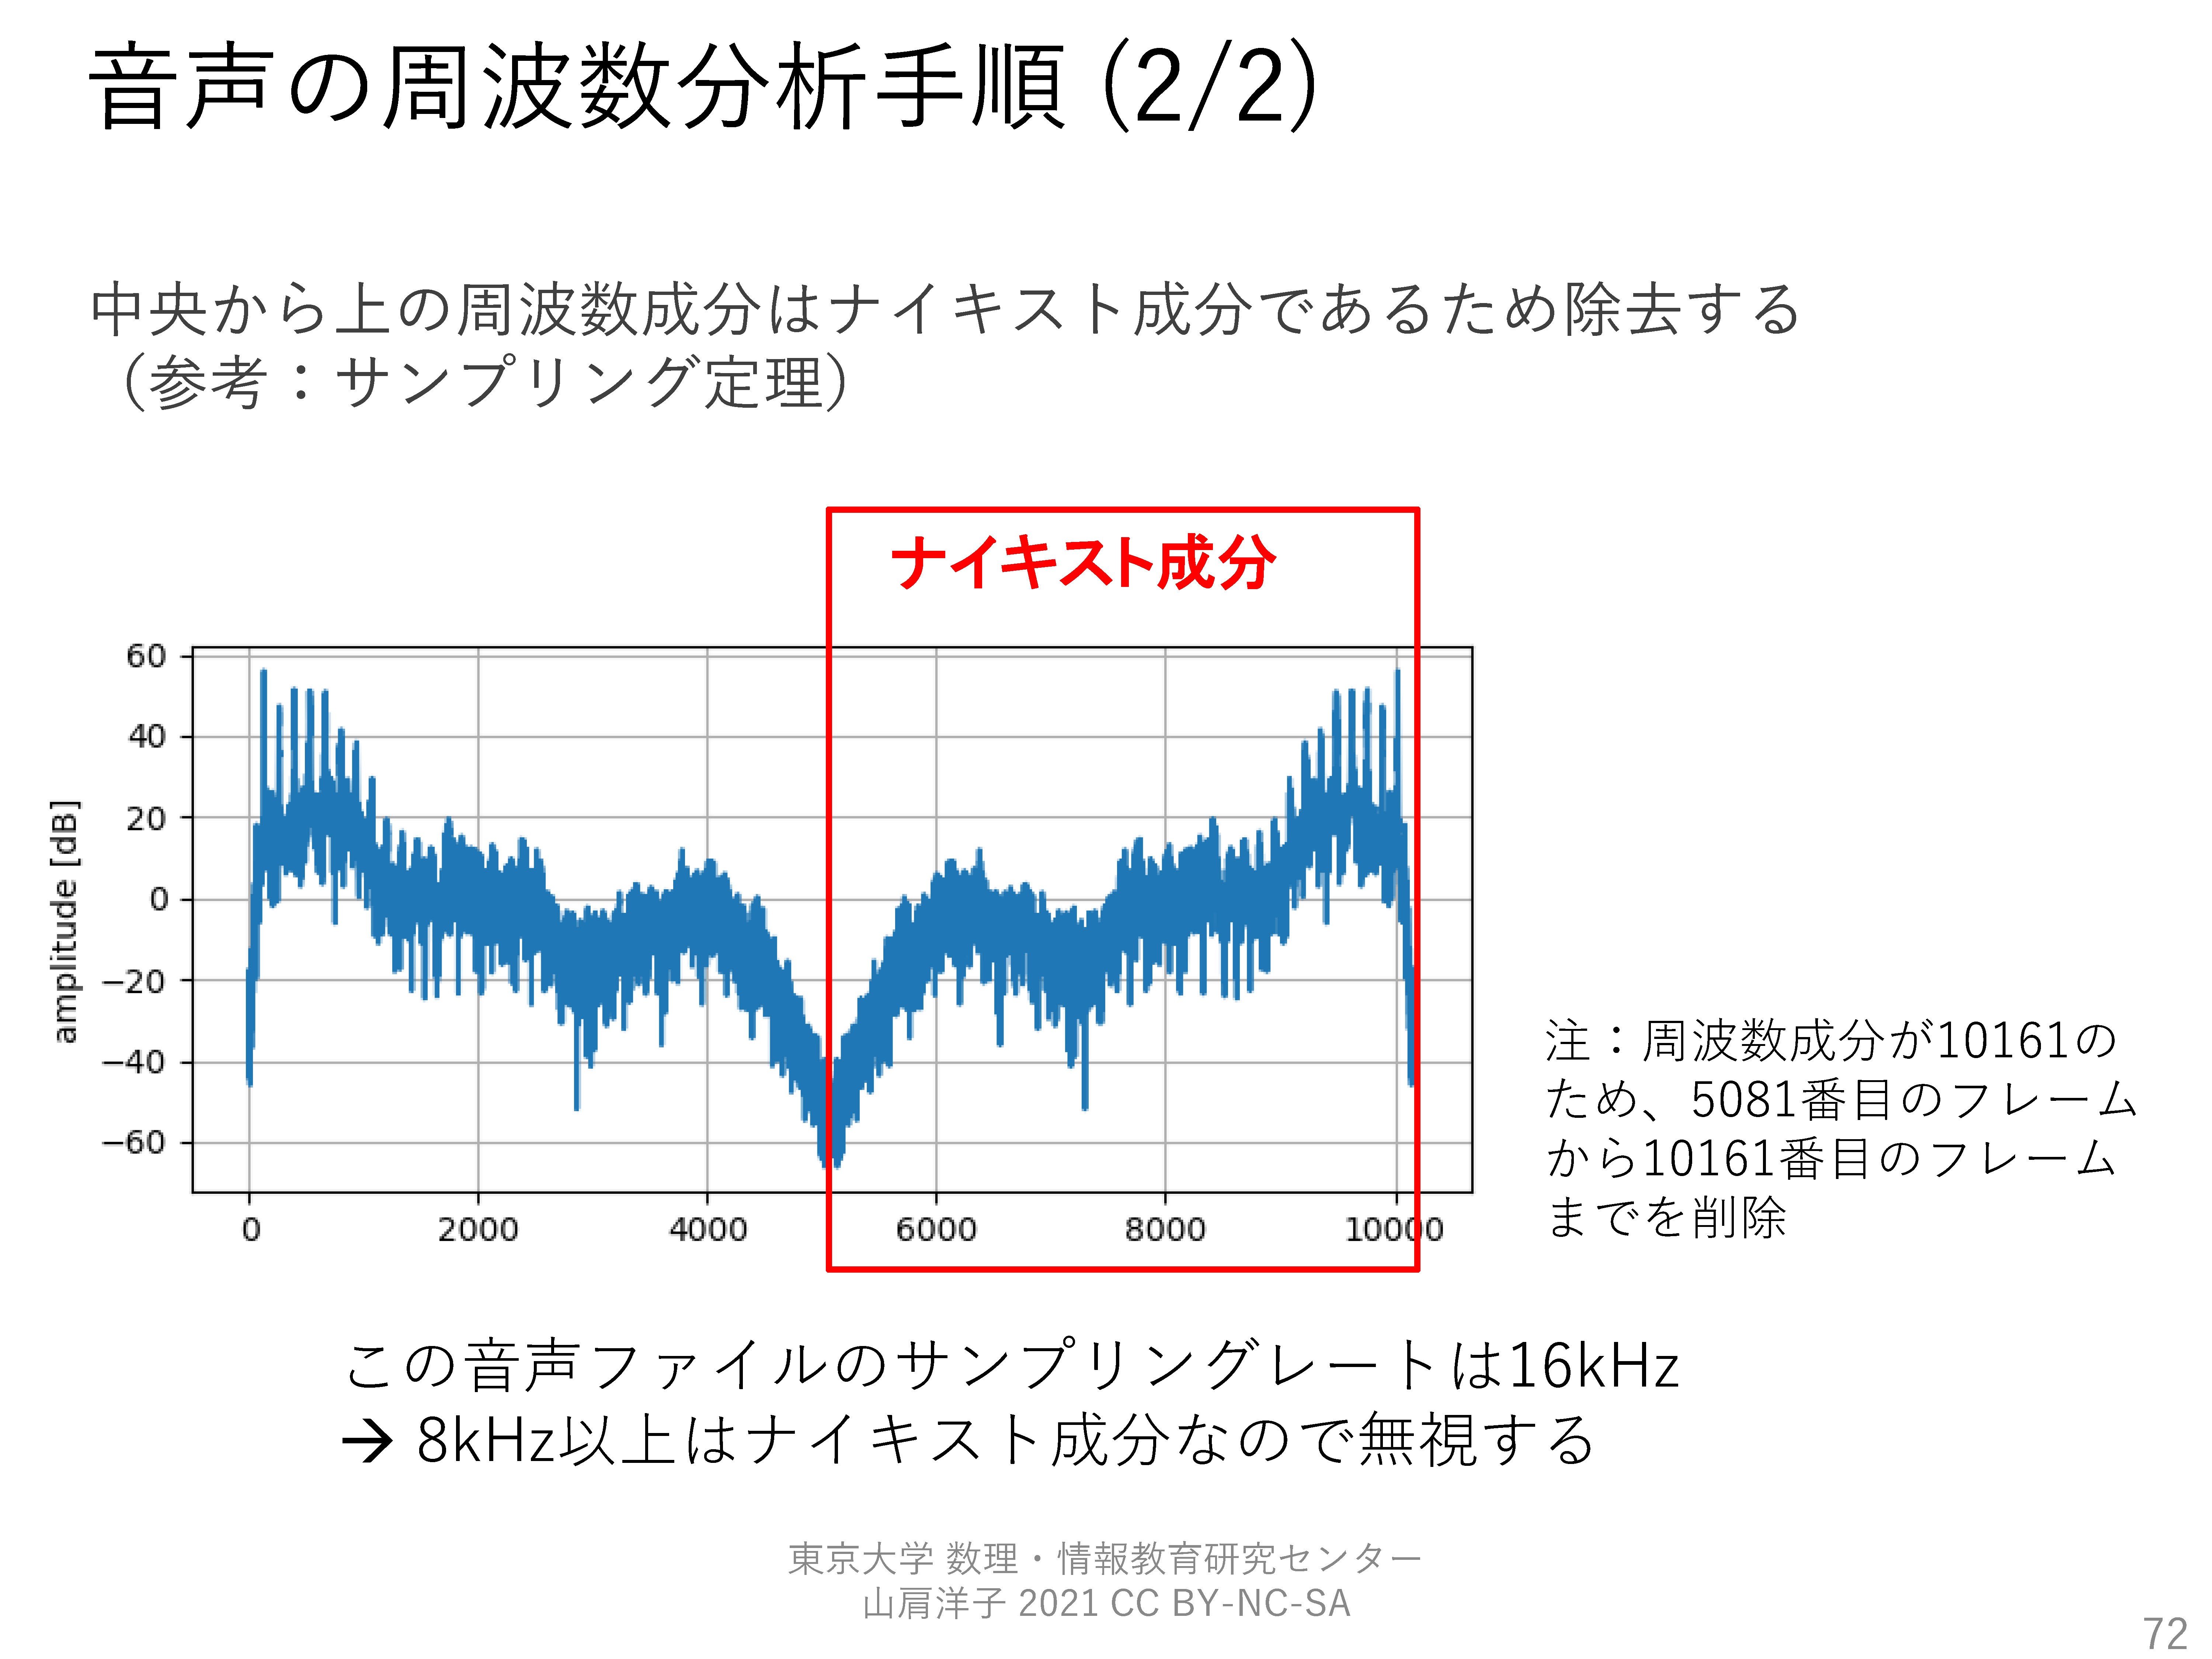 音声の周波数分析手順 (2/2)
中央から上の周波数成分はナイキスト成分であるため除去する
（参考：サンプリング定理）
ナイキスト成分
60
40
20
0
−20
−40
−60
amplitude [dB]
0 2000 4000 6000 8000 10000
注：周波数成分が10161の
ため、5081番目のフレーム
から10161番目のフレーム
までを削除
この音声ファイルのサンプリングレートは16kHz
→ 8kHz以上はナイキスト成分なので無視する
東京大学 数理・情報教育研究センター
山肩洋子 2021 CC BY-NC-SA
72